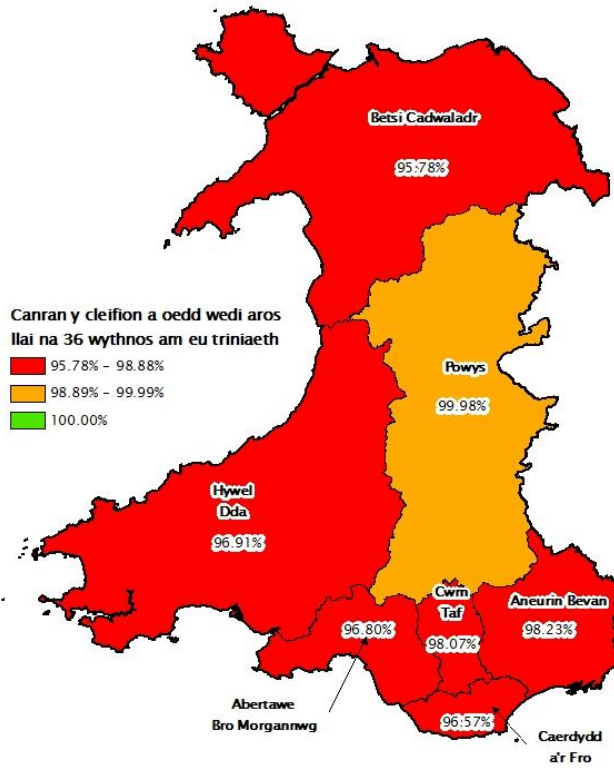 Betsi Cadwaladr
95.78%
Canran y cleifion a oedd wedi aros
llai na 36 wythnos am eu triniaeth
95.78% - 98.88%
98.89% - 99.99%
100.00%
Powys
99.98%
Hywel
Dda
96.91%
Cwm
Taf
98.07%
Aneurin Bevan
98.23%
96.80%
Abertawe
Bro Morgannwg
96.57%
Caerdydd
a'r Fro